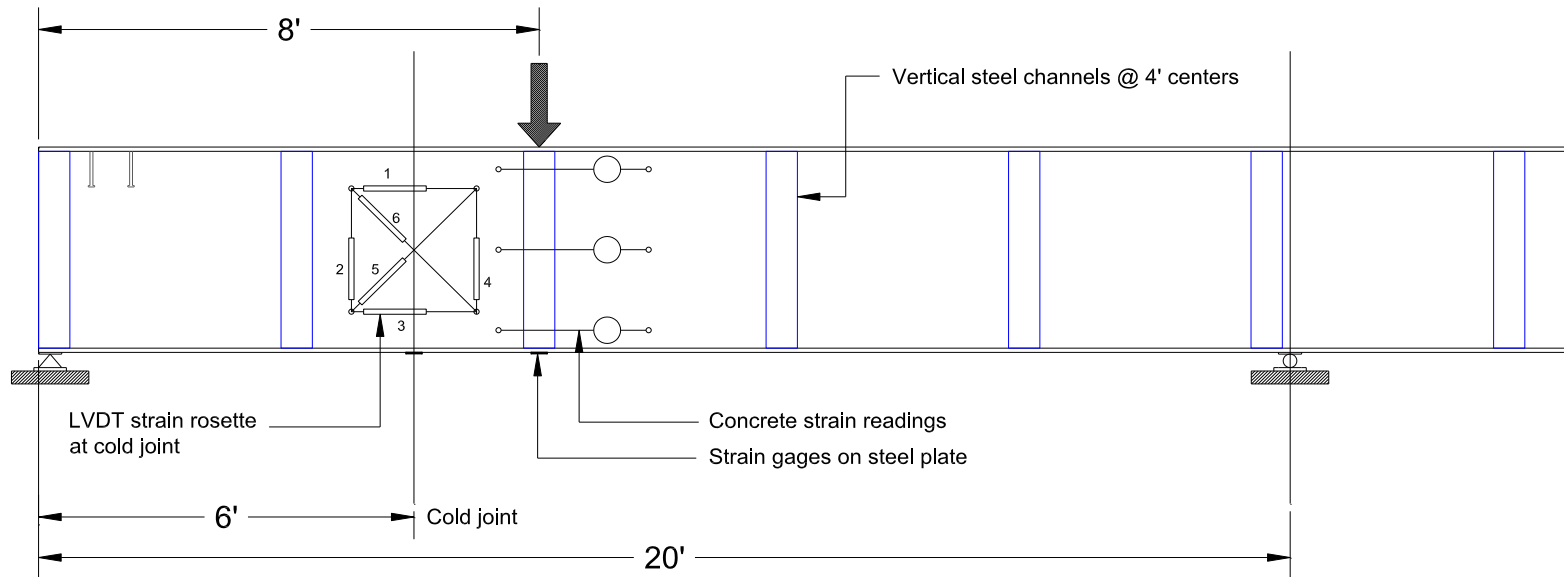 8'
Vertical steel channels @ 4' centers
1
6
2
5
4
3
LVDT strain rosette
at cold joint
Concrete strain readings
Strain gages on steel plate
6'
Cold joint
20'